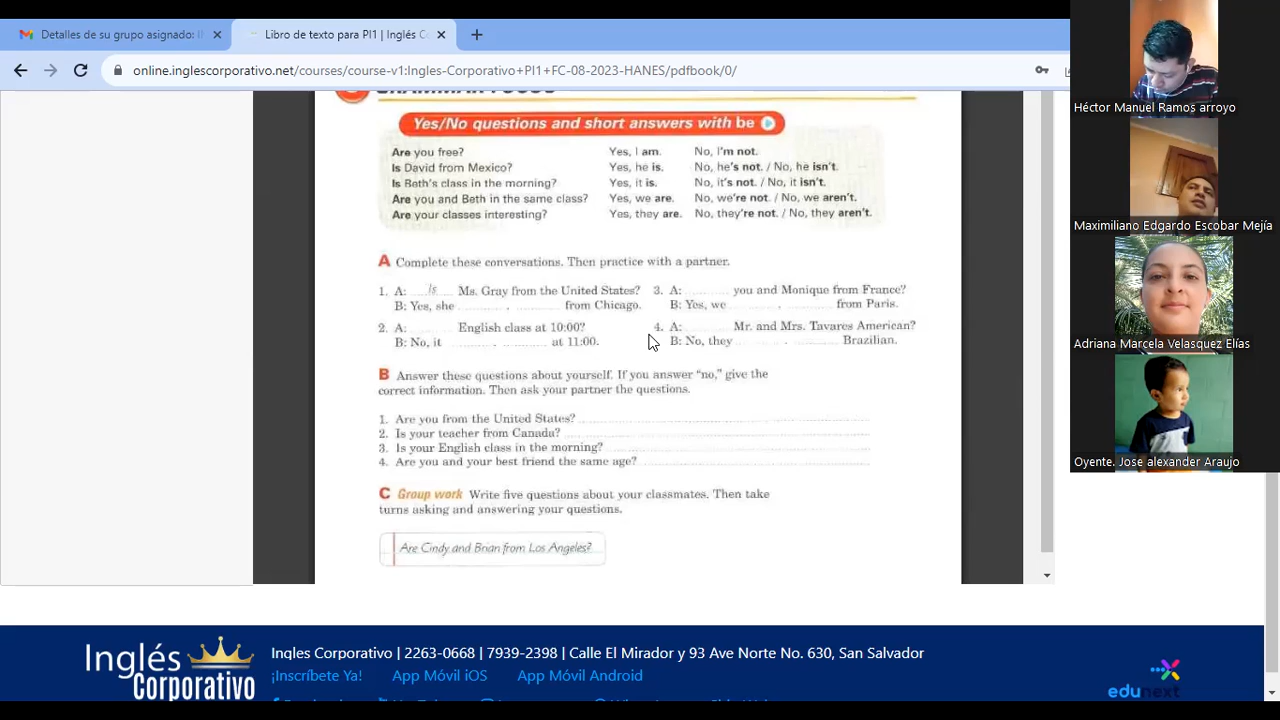 Detalles de su grupo asignado: I
Libro de texto para PI1 | Inglés C
online.inglescorporativo.net/courses/course-v1:Ingles-Corporativo+PI1+FC-08-2023-HANES/pdfbook/0/
GRAMMAR FOCUS
Yes/No questions and short answers with be
Are you free? Yes, I am. No, I'm not.
Is David from Mexico? Yes, he is. No, he's not. / No, he isn't.
Is Beth's class in the morning? Yes, it is. No, it's not. / No, it isn't.
Are you and Beth in the same class? Yes, we are. No, we're not. / No, we aren't.
Are your classes interesting? Yes, they are. No, they're not. / No, they aren't.
A Complete these conversations. Then practice with a partner.
1. A: Is Ms. Gray from the United States?
B: Yes, she . from Chicago.
2. A: English class at 10:00?
B: No, it . at 11:00.
3. A: you and Monique from France?
B: Yes, we . from Paris.
4. A: Mr. and Mrs. Tavares American?
B: No, they . Brazilian.
B Answer these questions about yourself. If you answer "no," give the
correct information. Then ask your partner the questions.
1. Are you from the United States?
2. Is your teacher from Canada?
3. Is your English class in the morning?
4. Are you and your best friend the same age?
C Group work Write five questions about your classmates. Then take
turns asking and answering your questions.
Are Cindy and Brian from Los Angeles?
Inglés
Corporativo
Ingles Corporativo | 2263-0668 | 7939-2398 | Calle El Mirador y 93 Ave Norte No. 630, San Salvador
¡Inscríbete Ya! App Móvil iOS App Móvil Android
edunext
Héctor Manuel Ramos arroyo
Maximiliano Edgardo Escobar Mejía
Adriana Marcela Velasquez Elías
Oyente. Jose alexander Araujo